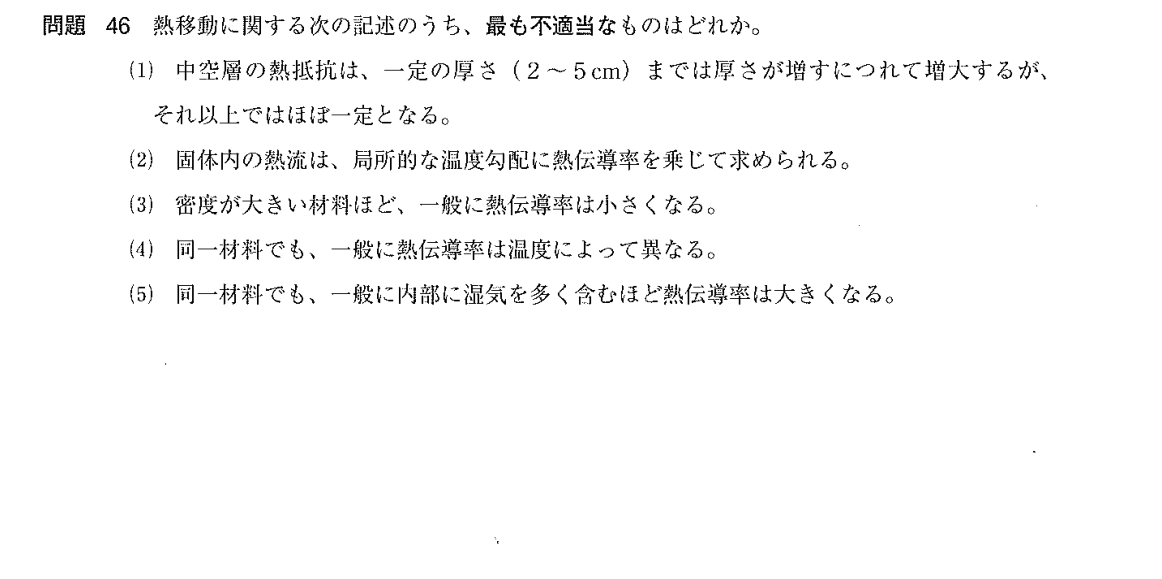 問題 46 熱移動に関する次の記述のうち、最も不適当なものはどれか。
(1) 中空層の熱抵抗は、一定の厚さ(2~5cm)までは厚さが増すにつれて増大するが、
それ以上ではほぼ一定となる。
(2) 固体内の熱流は、局所的な温度勾配に熱伝導率を乗じて求められる。
(3) 密度が大きい材料ほど、一般に熱伝導率は小さくなる。
(4) 同一材料でも、一般に熱伝導率は温度によって異なる。
(5) 同一材料でも、一般に内部に湿気を多く含むほど熱伝導率は大きくなる。